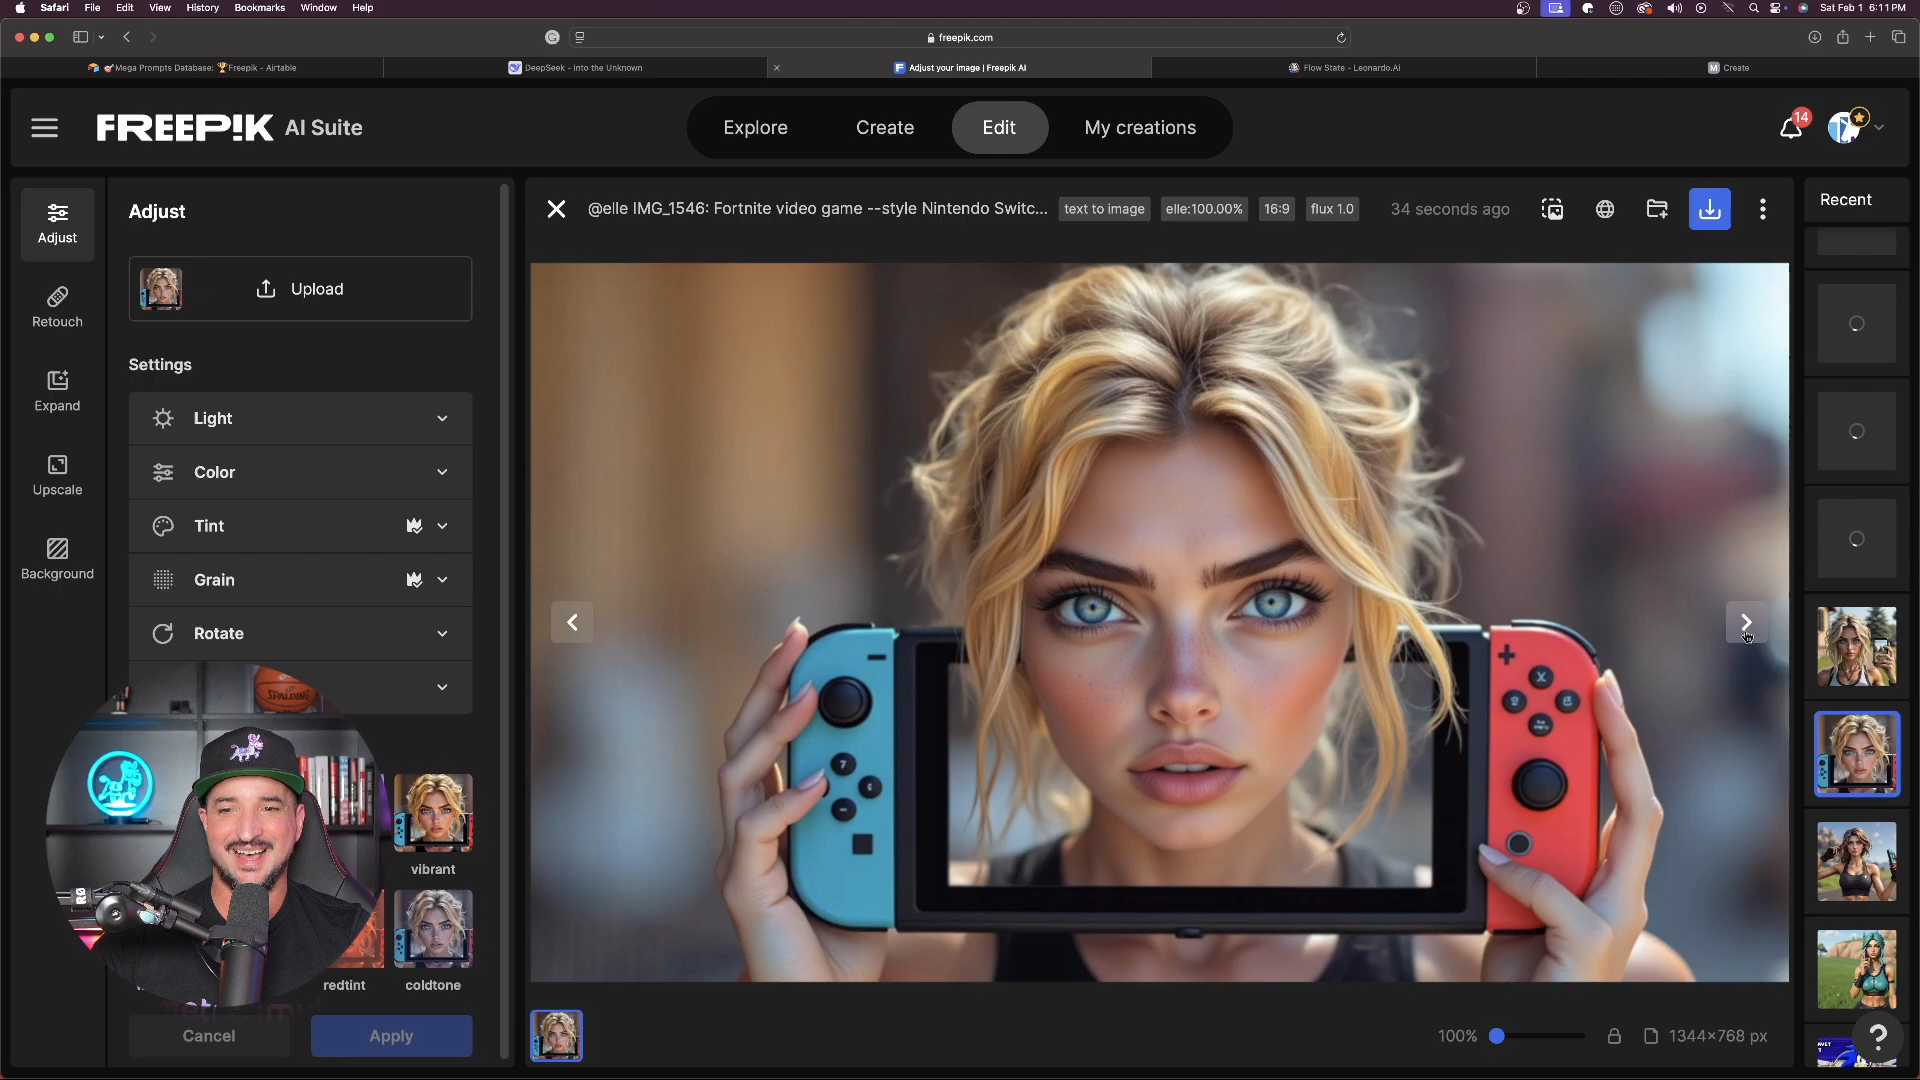 Safari File Edit View History Bookmarks Window Help
Sat Feb 1 6:11 PM
freepik.com
Mega Prompts Database: Freepik - Airtable
DeepSeek - Into the Unknown
Adjust your image | Freepik AI
Flow State - Leonardo.Ai
M Create
FREEP!K AI Suite
Explore
Create
Edit
My creations
14
Adjust
Retouch
Expand
Upscale
Background
Adjust
Upload
Settings
Light
Color
Tint
Grain
Rotate
SPALDING
vibrant
redtint
coldtone
Cancel
Apply
@elle IMG_1546: Fortnite video game --style Nintendo Switc...
text to image
elle:100.00%
16:9
flux 1.0
34 seconds ago
100%
1344×768 px
Recent
?